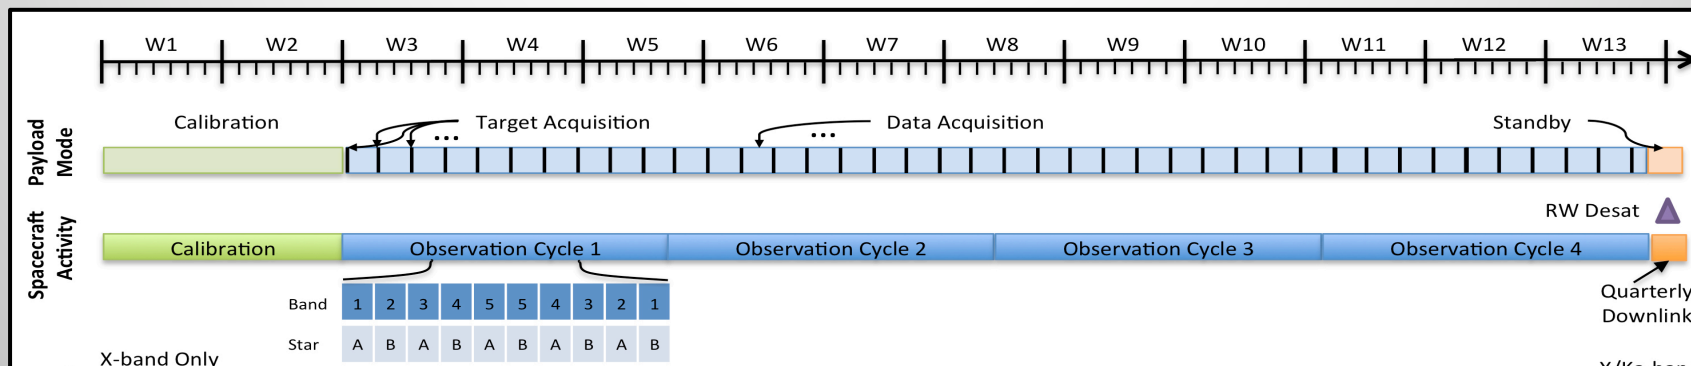 W1 W2 W3 W4 W5 W6 W7 W8 W9 W10 W11 W12 W13
Payload
Mode
Calibration Target Acquisition Data Acquisition Standby
... ...
RW Desat
Spacecraft
Activity
Calibration Observation Cycle 1 Observation Cycle 2 Observation Cycle 3 Observation Cycle 4
Quarterly
Downlink
Band 1 2 3 4 5 5 4 3 2 1
Star A B A B A B A B A B
X-band Only